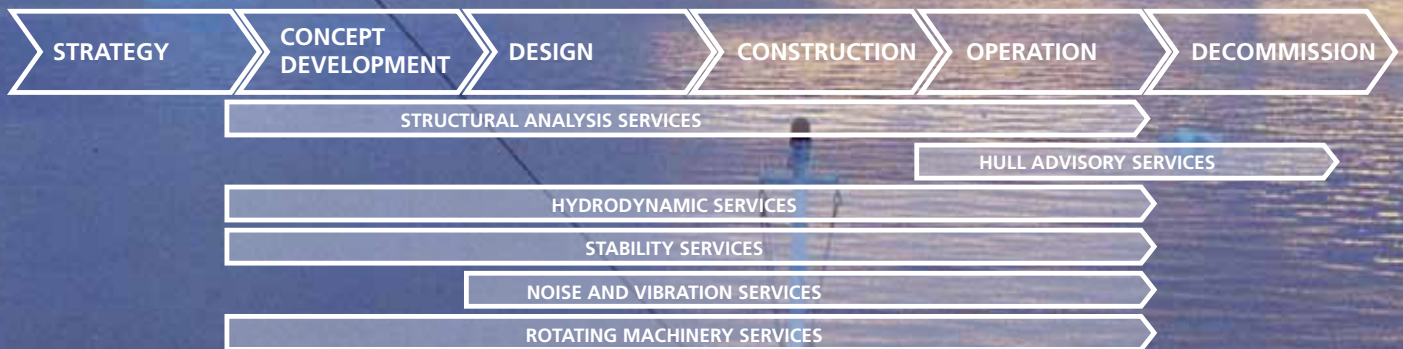 STRATEGY
CONCEPT
DEVELOPMENT
DESIGN
CONSTRUCTION
OPERATION
DECOMMISSION
STRUCTURAL ANALYSIS SERVICES
HULL ADVISORY SERVICES
HYDRODYNAMIC SERVICES
STABILITY SERVICES
NOISE AND VIBRATION SERVICES
ROTATING MACHINERY SERVICES